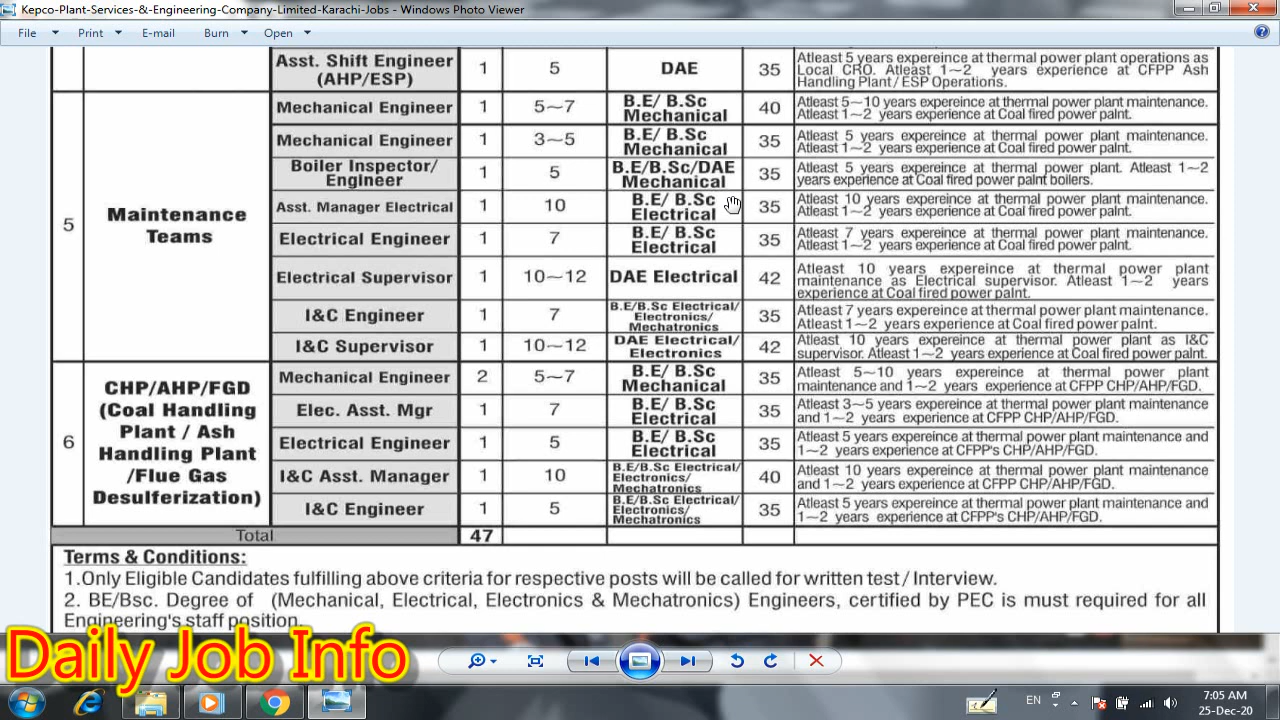 Kepco-Plant-Services-&-Engineering-Company-Limited-Karachi-Jobs - Windows Photo Viewer
File Print E-mail Burn Open
Asst. Shift Engineer (AHP/ESP) 1 5 DAE 35 Atleast 5 years expereince at thermal power plant operations as Local CRO. Atleast 1~2 years experience at CFPP Ash Handling Plant/ ESP Operations.
5 Maintenance Teams
Mechanical Engineer 1 5~7 B.E/ B.Sc Mechanical 40 Atleast 5~10 years expereince at thermal power plant maintenance. Atleast 1~2 years experience at Coal fired power palnt.
Mechanical Engineer 1 3~5 B.E/ B.Sc Mechanical 35 Atleast 5 years expereince at thermal power plant maintenance. Atleast 1~2 years experience at Coal fired power palnt.
Boiler Inspector/ Engineer 1 5 B.E/B.Sc/DAE Mechanical 35 Atleast 5 years expereince at thermal power plant. Atleast 1~2 years experience at Coal fired power palnt boilers.
Asst. Manager Electrical 1 10 B.E/ B.Sc Electrical 35 Atleast 10 years expereince at thermal power plant maintenance. Atleast 1~2 years experience at Coal fired power palnt.
Electrical Engineer 1 7 B.E/ B.Sc Electrical 35 Atleast 7 years expereince at thermal power plant maintenance. Atleast 1~2 years experience at Coal fired power palnt.
Electrical Supervisor 1 10~12 DAE Electrical 42 Atleast 10 years expereince at thermal power plant maintenance as Electrical supervisor. Atleast 1~2 years experience at Coal fired power palnt.
I&C Engineer 1 7 B.E/B.Sc Electrical/ Electronics/ Mechatronics 35 Atleast 7 years expereince at thermal power plant maintenance. Atleast 1~2 years experience at Coal fired power palnt.
I&C Supervisor 1 10~12 DAE Electrical/ Electronics 42 Atleast 10 years expereince at thermal power plant as I&C supervisor. Atleast 1~2 years experience at Coal fired power palnt.
6 CHP/AHP/FGD (Coal Handling Plant / Ash Handling Plant /Flue Gas Desulferization)
Mechanical Engineer 2 5~7 B.E/ B.Sc Mechanical 35 Atleast 5~10 years expereince at thermal power plant maintenance and 1~2 years experience at CFPP CHP/AHP/FGD.
Elec. Asst. Mgr 1 7 B.E/ B.Sc Electrical 35 Atleast 3~5 years expereince at thermal power plant maintenance and 1~2 years experience at CFPP CHP/AHP/FGD.
Electrical Engineer 1 5 B.E/ B.Sc Electrical 35 Atleast 5 years expereince at thermal power plant maintenance and 1~2 years experience at CFPP's CHP/AHP/FGD.
I&C Asst. Manager 1 10 B.E/B.Sc Electrical/ Electronics/ Mechatronics 40 Atleast 10 years expereince at thermal power plant maintenance and 1~2 years experience at CFPP CHP/AHP/FGD.
I&C Engineer 1 5 B.E/B.Sc Electrical/ Electronics/ Mechatronics 35 Atleast 5 years expereince at thermal power plant maintenance and 1~2 years experience at CFPP's CHP/AHP/FGD.
Total 47
Terms & Conditions:
1.Only Eligible Candidates fulfilling above criteria for respective posts will be called for written test / Interview.
2. BE/Bsc. Degree of (Mechanical, Electrical, Electronics & Mechatronics) Engineers, certified by PEC is must required for all
Engineering's staff position.
Daily Job Info
EN
7:05 AM
25-Dec-20